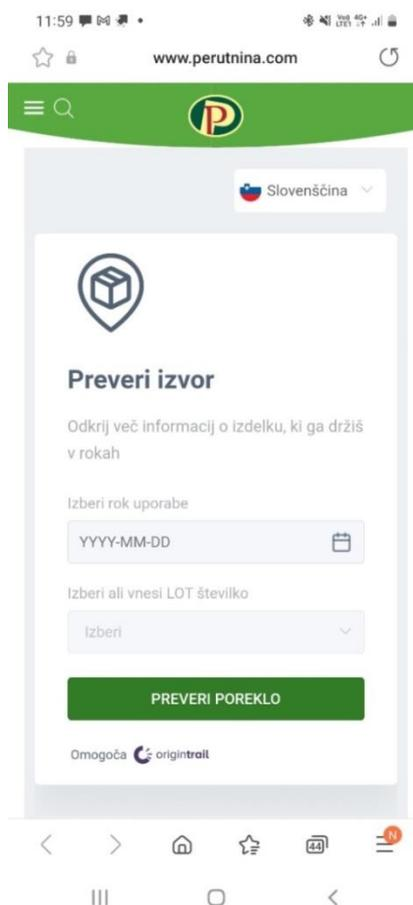 11:59
www.perutnina.com
P
Slovenščina
Preveri izvor
Odkrij več informacij o izdelku, ki ga držiš
v rokah
Izberi rok uporabe
YYYY-MM-DD
Izberi ali vnesi LOT številko
Izberi
PREVERI POREKLO
Omogoča origintrail
44
N